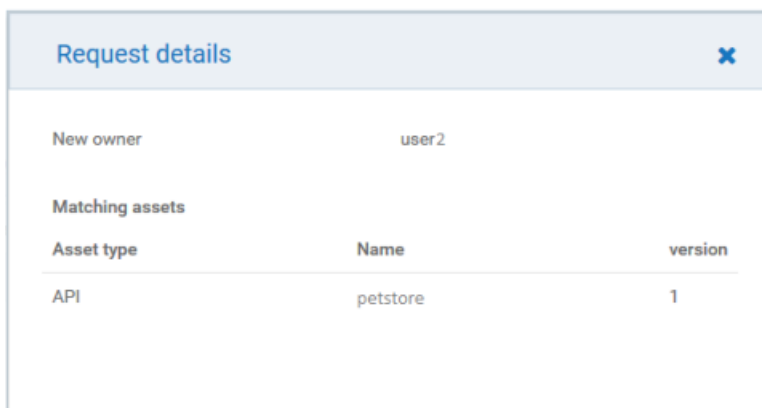 Request details
New owner user2
Matching assets
Asset type Name version
API petstore 1